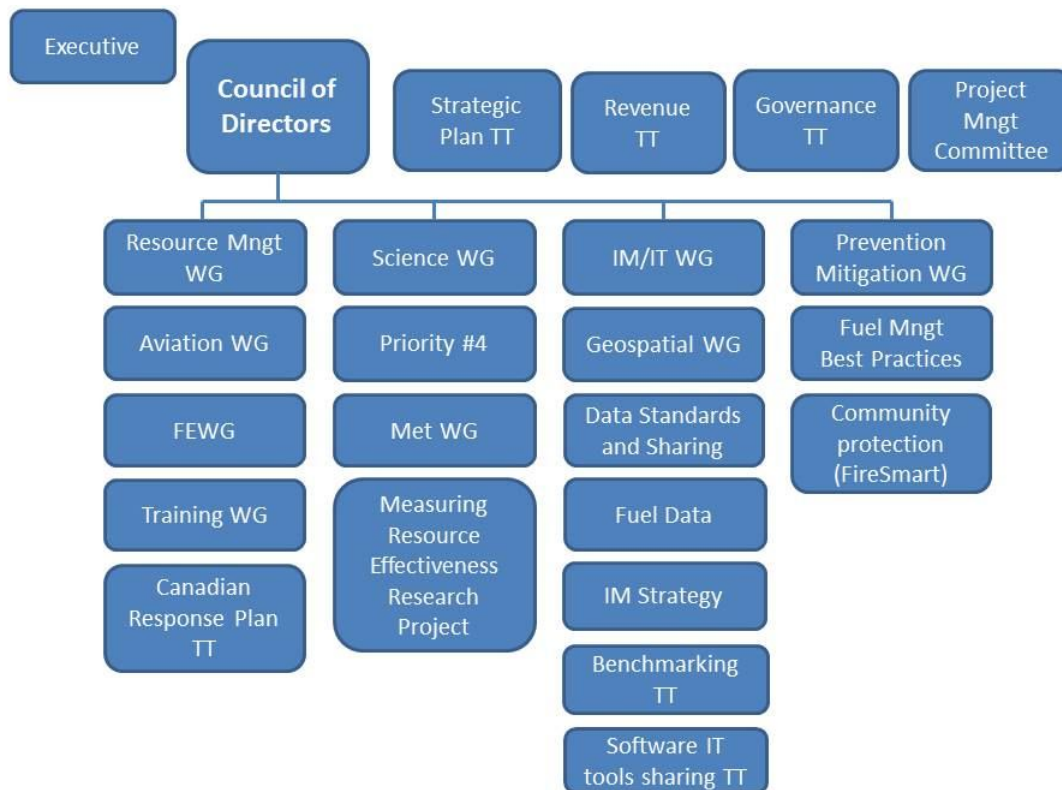 Executive
Council of
Directors
Strategic
Plan TT
Revenue
TT
Governance
TT
Project
Mngt
Committee
Resource Mngt
WG
Science WG
IM/IT WG
Prevention
Mitigation WG
Aviation WG
Priority #4
Geospatial WG
Fuel Mngt
Best Practices
FEWG
Met WG
Data Standards
and Sharing
Community
protection
(FireSmart)
Training WG
Measuring
Resource
Effectiveness
Research
Project
Fuel Data
Canadian
Response Plan
TT
IM Strategy
Benchmarking
TT
Software IT
tools sharing TT